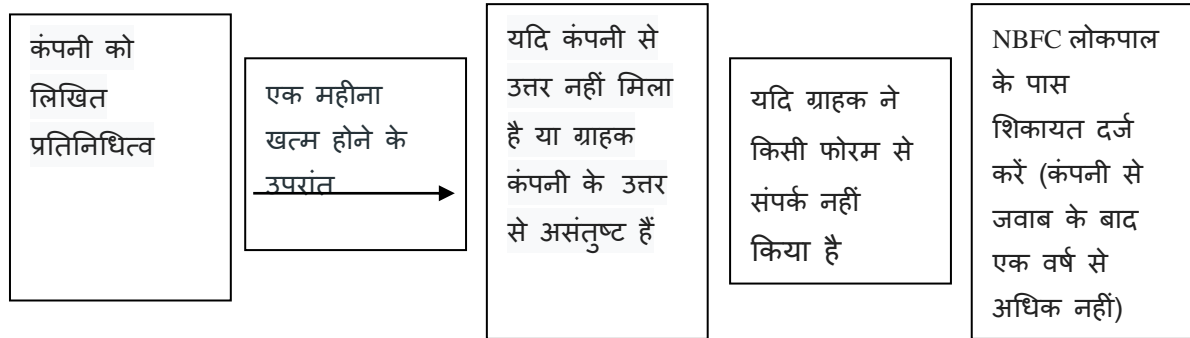 कंपनी को
लिखित
प्रतिनिधित्व
एक महीना
खत्म होने के
उपरांत
यदि कंपनी से
उत्तर नहीं मिला
है या ग्राहक
कंपनी के उत्तर
से असंतुष्ट हैं
यदि ग्राहक ने
किसी फोरम से
संपर्क नहीं
किया है
NBFC लोकपाल
के पास
शिकायत दर्ज
करें (कंपनी से
जवाब के बाद
एक वर्ष से
अधिक नहीं)